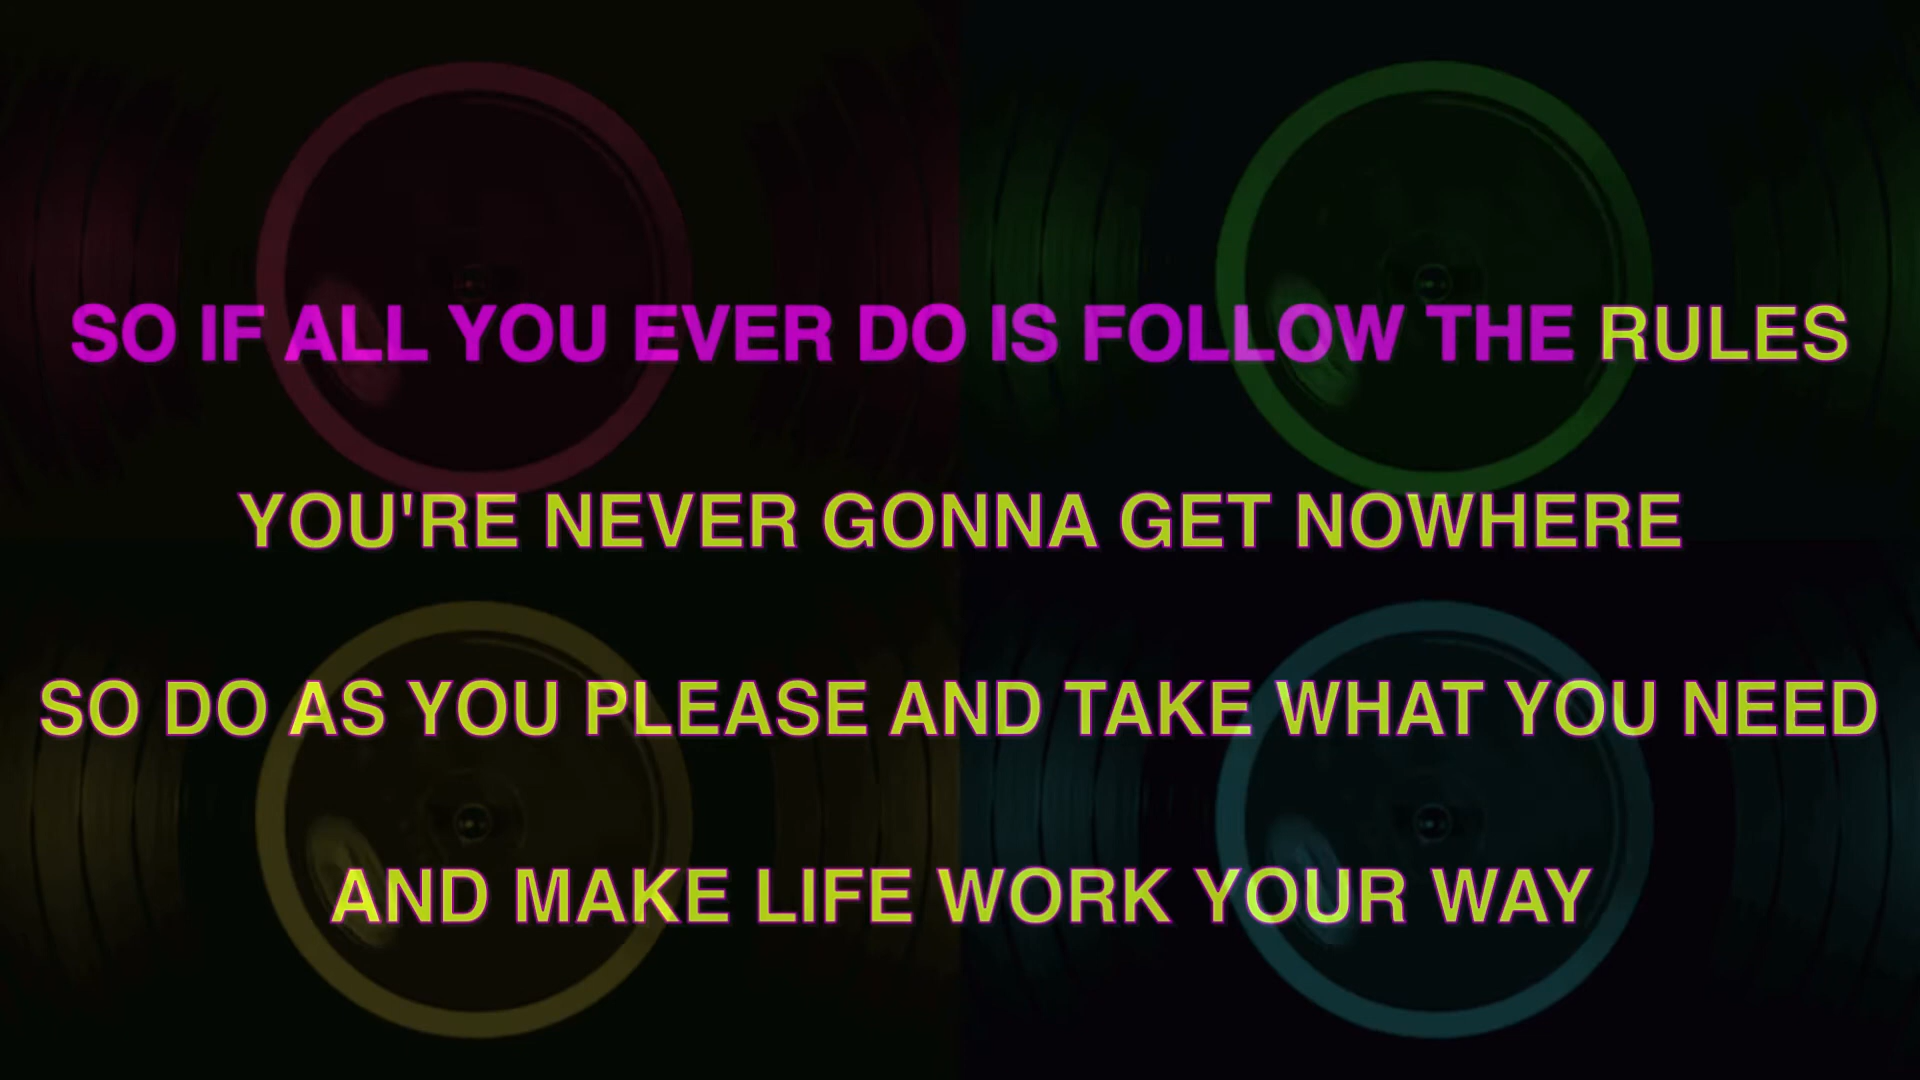 SO IF ALL YOU EVER DO IS FOLLOW THE RULES
YOU'RE NEVER GONNA GET NOWHERE
SO DO AS YOU PLEASE AND TAKE WHAT YOU NEED
AND MAKE LIFE WORK YOUR WAY